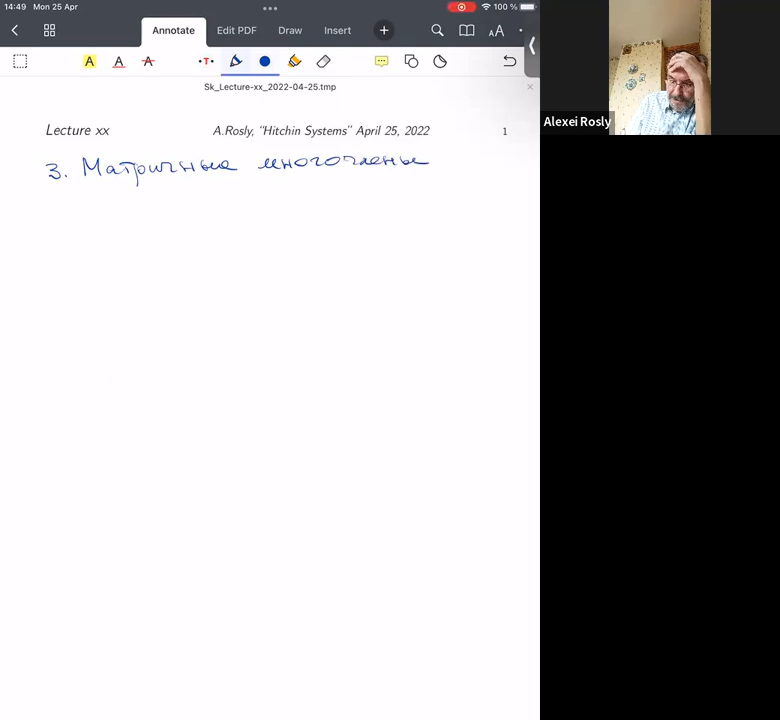 14:49 Mon 25 Apr
100 %
Annotate Edit PDF Draw Insert
A A A T
Sk_Lecture-xx_2022-04-25.tmp
Lecture xx A.Rosly, “Hitchin Systems” April 25, 2022 1
3. Матричные многочлены
Alexei Rosly